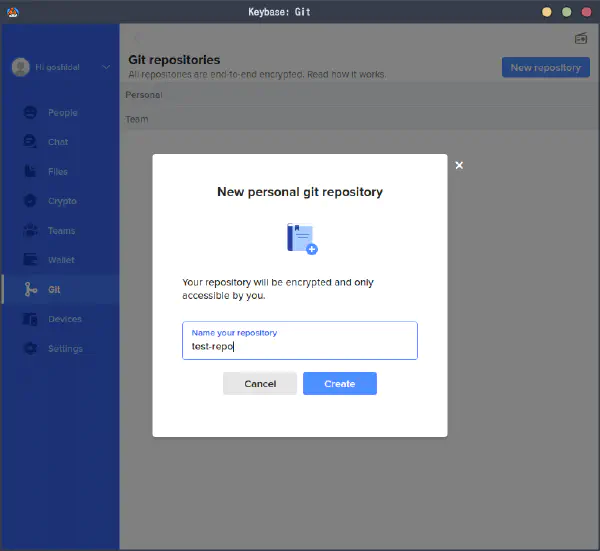 Keybase: Git
Hi goshidal
Git repositories
All repositories are end-to-end encrypted. Read how it works
New repository
Personal
Team
People
Chat
Files
Crypto
Teams
Wallet
Git
Devices
Settings
New personal git repository
Your repository will be encrypted and only
accessible by you.
Name your repository
test-repo
Cancel
Create